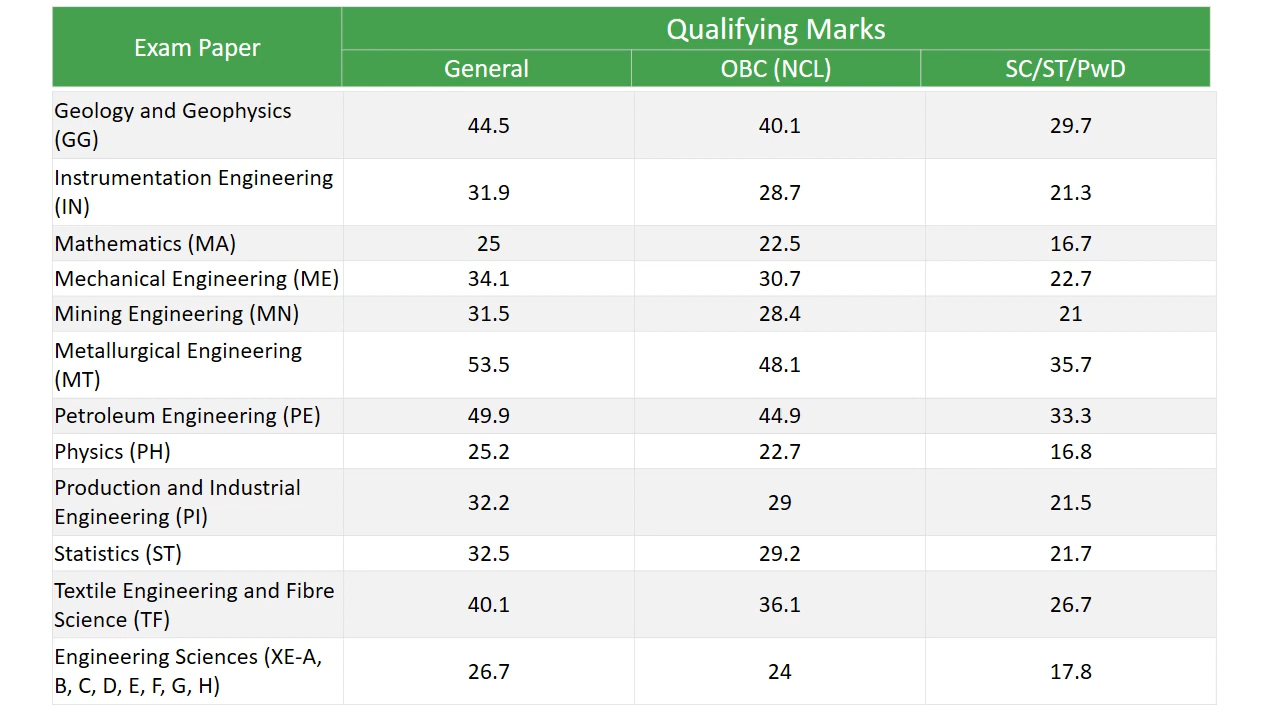 Exam Paper
Qualifying Marks
General OBC (NCL) SC/ST/PwD
Geology and Geophysics
(GG)
44.5 40.1 29.7
Instrumentation Engineering
(IN)
31.9 28.7 21.3
Mathematics (MA) 25 22.5 16.7
Mechanical Engineering (ME) 34.1 30.7 22.7
Mining Engineering (MN) 31.5 28.4 21
Metallurgical Engineering
(MT)
53.5 48.1 35.7
Petroleum Engineering (PE) 49.9 44.9 33.3
Physics (PH) 25.2 22.7 16.8
Production and Industrial
Engineering (PI)
32.2 29 21.5
Statistics (ST) 32.5 29.2 21.7
Textile Engineering and Fibre
Science (TF)
40.1 36.1 26.7
Engineering Sciences (XE-A,
B, C, D, E, F, G, H)
26.7 24 17.8